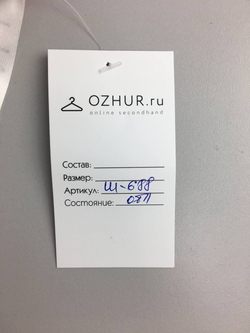 OZHUR.ru
online secondhand
Состав:
Размер:
Артикул: Ш-688
Состояние: отл